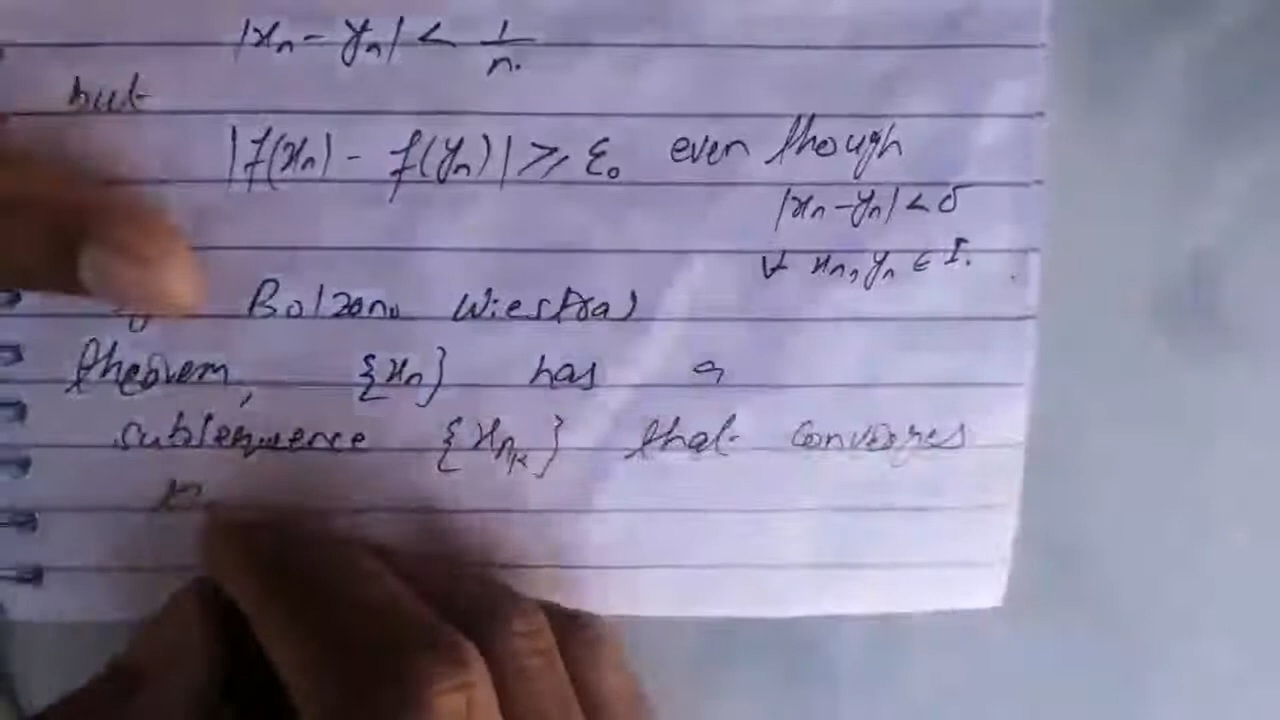 |xn - yn| < 1/n.
but
|f(xn) - f(yn)| ≥ ε₀ even though
|xn - yn| < δ
∀ xn, yn ∈ I.
Bolzano Wiestras
theorem, {xn} has a
subsequence {xnk} that converges